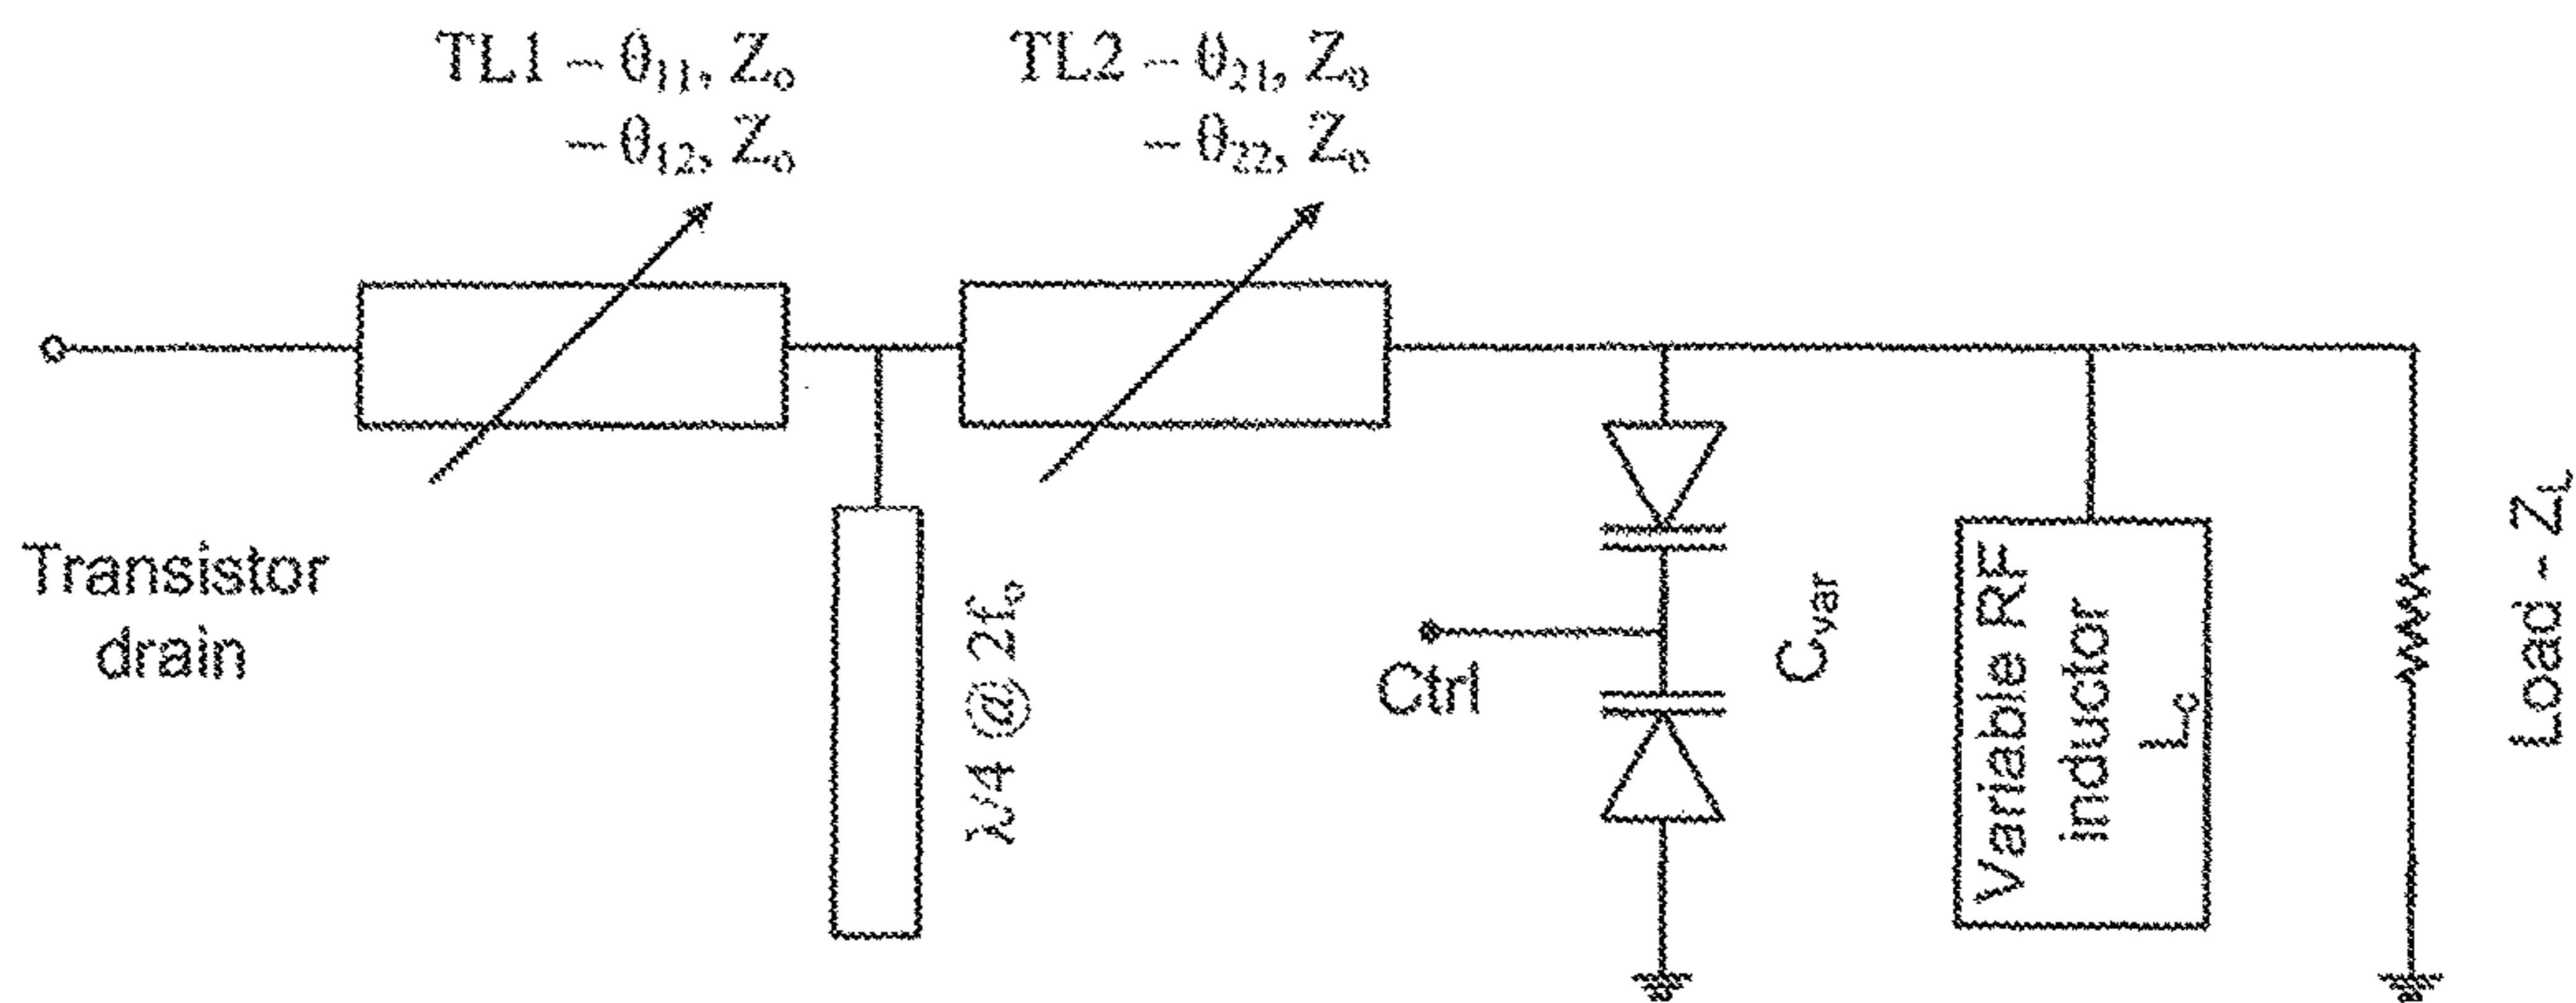 TL1 – θ₁₁, Zₒ
– θ₁₂, Zₒ
TL2 – θ₂₁, Zₒ
– θ₂₂, Zₒ
Transistor
drain
λ/4 @ 2fₒ
Ctrl
Cvar
Variable RF
inductor
Lc
Load - ZL